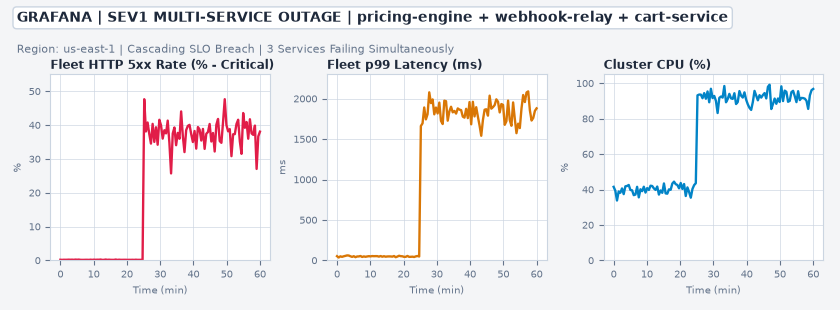 GRAFANA | SEV1 MULTI-SERVICE OUTAGE | pricing-engine + webhook-relay + cart-service
Region: us-east-1 | Cascading SLO Breach | 3 Services Failing Simultaneously
Fleet HTTP 5xx Rate (% - Critical)
50
40
30
20
10
0
%
0 10 20 30 40 50 60
Time (min)
Fleet p99 Latency (ms)
2000
1500
1000
500
0
ms
0 10 20 30 40 50 60
Time (min)
Cluster CPU (%)
100
80
60
40
20
0
%
0 10 20 30 40 50 60
Time (min)